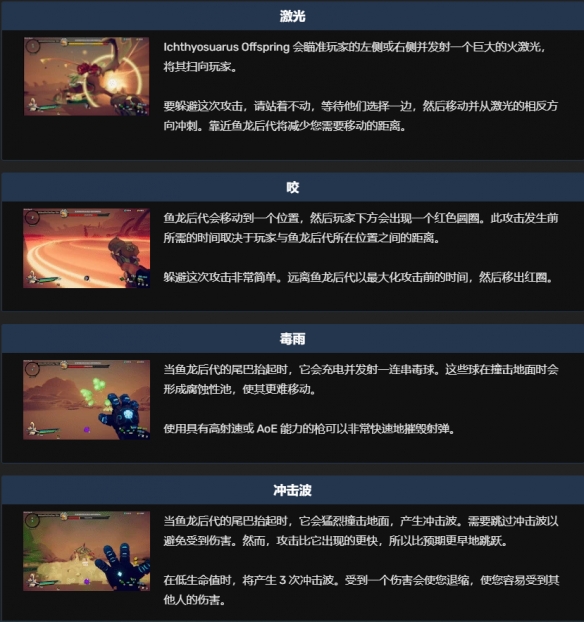 激光
Ichthyosuarus Offspring 会瞄准玩家的左侧或右侧并发射一个巨大的火激光，
将其扫向玩家。
要躲避这次攻击，请站着不动，等待他们选择一边，然后移动并从激光的相反方
向冲刺。靠近鱼龙后代将减少您需要移动的距离。
咬
鱼龙后代会移动到一个位置，然后玩家下方会出现一个红色圆圈。此攻击发生前
所需的时间取决于玩家与鱼龙后代所在位置之间的距离。
躲避这次攻击非常简单。远离鱼龙后代以最大化攻击前的时间，然后移出红圈。
毒雨
当鱼龙后代的尾巴抬起时，它会充电并发射一连串毒球。这些球在撞击地面时会
形成腐蚀性池，使其更难移动。
使用具有高射速或 AoE 能力的枪可以非常快速地摧毁射弹。
冲击波
当鱼龙后代的尾巴抬起时，它会猛烈撞击地面，产生冲击波。需要跳过冲击波以
避免受到伤害。然而，攻击比它出现的更快，所以比预期更早地跳跃。
在低生命值时，将产生 3 次冲击波。受到一个伤害会使您退缩，使您容易受到其
他人的伤害。